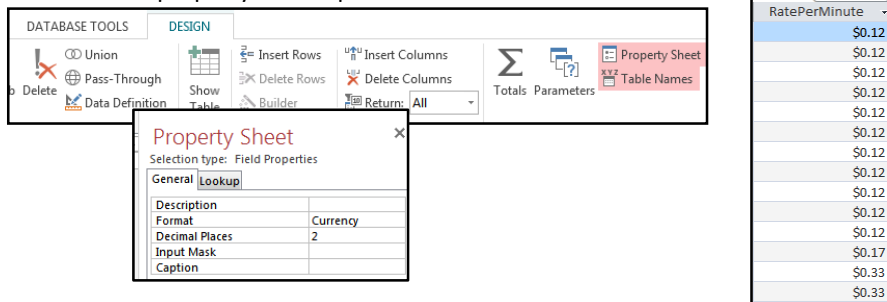 DATABASE TOOLS DESIGN
Union
Pass-Through
Data Definition
Delete
Show
Table
Insert Rows
Delete Rows
Builder
Insert Columns
Delete Columns
Return: All
Totals
Parameters
Property Sheet
Table Names
Property Sheet
Selection type: Field Properties
General Lookup
Description
Format Currency
Decimal Places 2
Input Mask
Caption
RatePerMinute
$0.12
$0.12
$0.12
$0.12
$0.12
$0.12
$0.12
$0.12
$0.12
$0.12
$0.12
$0.17
$0.33
$0.33